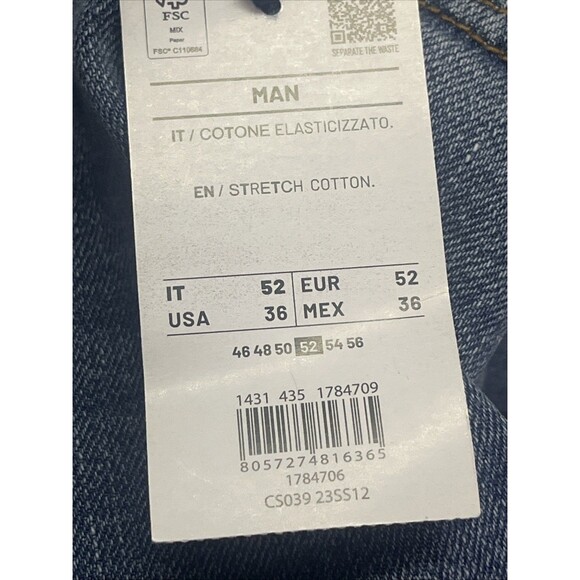 FSC
MIX
Paper
FSC® C110684
SEPARATE THE WASTE
MAN
IT / COTONE ELASTICIZZATO.
EN / STRETCH COTTON.
IT 52 EUR 52
USA 36 MEX 36
46 48 50 52 54 56
1431 435 1784709
8057274816365
1784706
CS039 23SS12